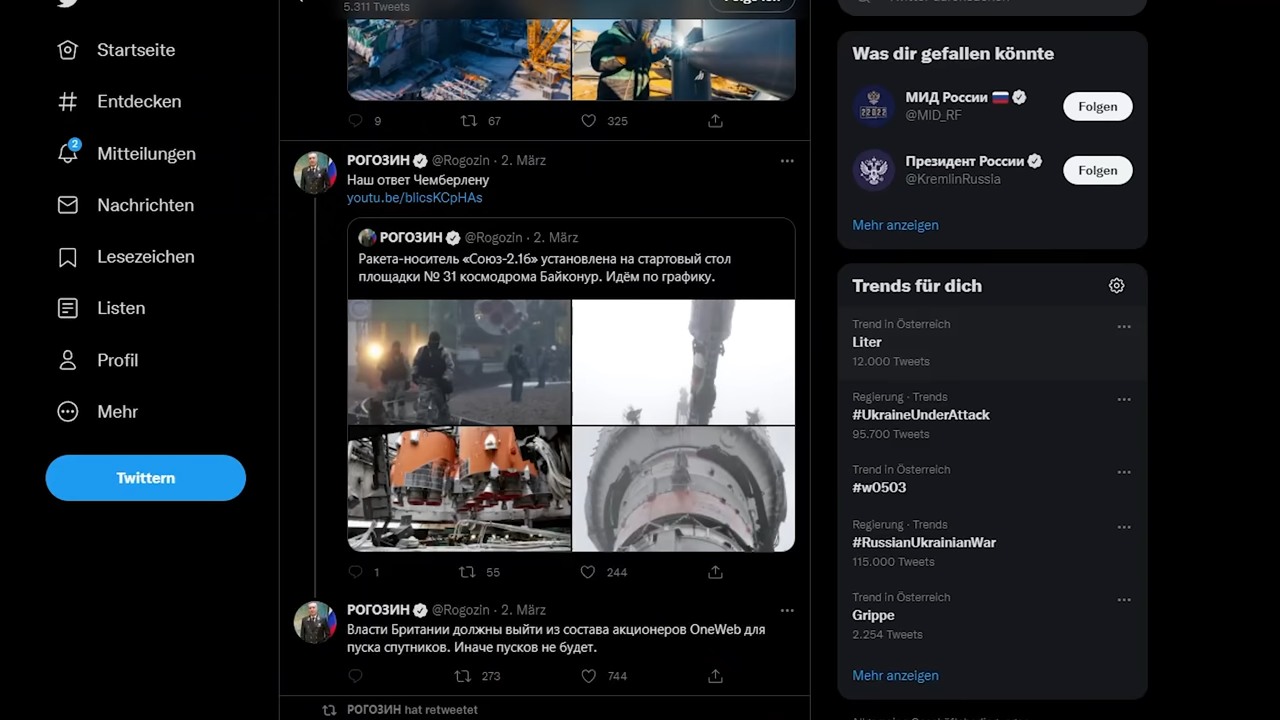 Startseite
Entdecken
2
Mitteilungen
Nachrichten
Lesezeichen
Listen
Profil
Mehr
Twittern
5.311 Tweets
9
67
325
РОГОЗИН @Rogozin · 2. März
Наш ответ Чемберлену
youtu.be/blicsKCpHAs
РОГОЗИН @Rogozin · 2. März
Ракета-носитель «Союз-2.1б» установлена на стартовый стол
площадки № 31 космодрома Байконур. Идём по графику.
1
55
244
РОГОЗИН @Rogozin · 2. März
Власти Британии должны выйти из состава акционеров OneWeb для
пуска спутников. Иначе пусков не будет.
273
744
РОГОЗИН hat retweetet
Was dir gefallen könnte
МИД России
@MID_RF
Folgen
Президент России
@KremlinRussia
Folgen
Mehr anzeigen
Trends für dich
Trend in Österreich
Liter
12.000 Tweets
Regierung · Trends
#UkraineUnderAttack
95.700 Tweets
Trend in Österreich
#w0503
Regierung · Trends
#RussianUkrainianWar
115.000 Tweets
Trend in Österreich
Grippe
2.254 Tweets
Mehr anzeigen